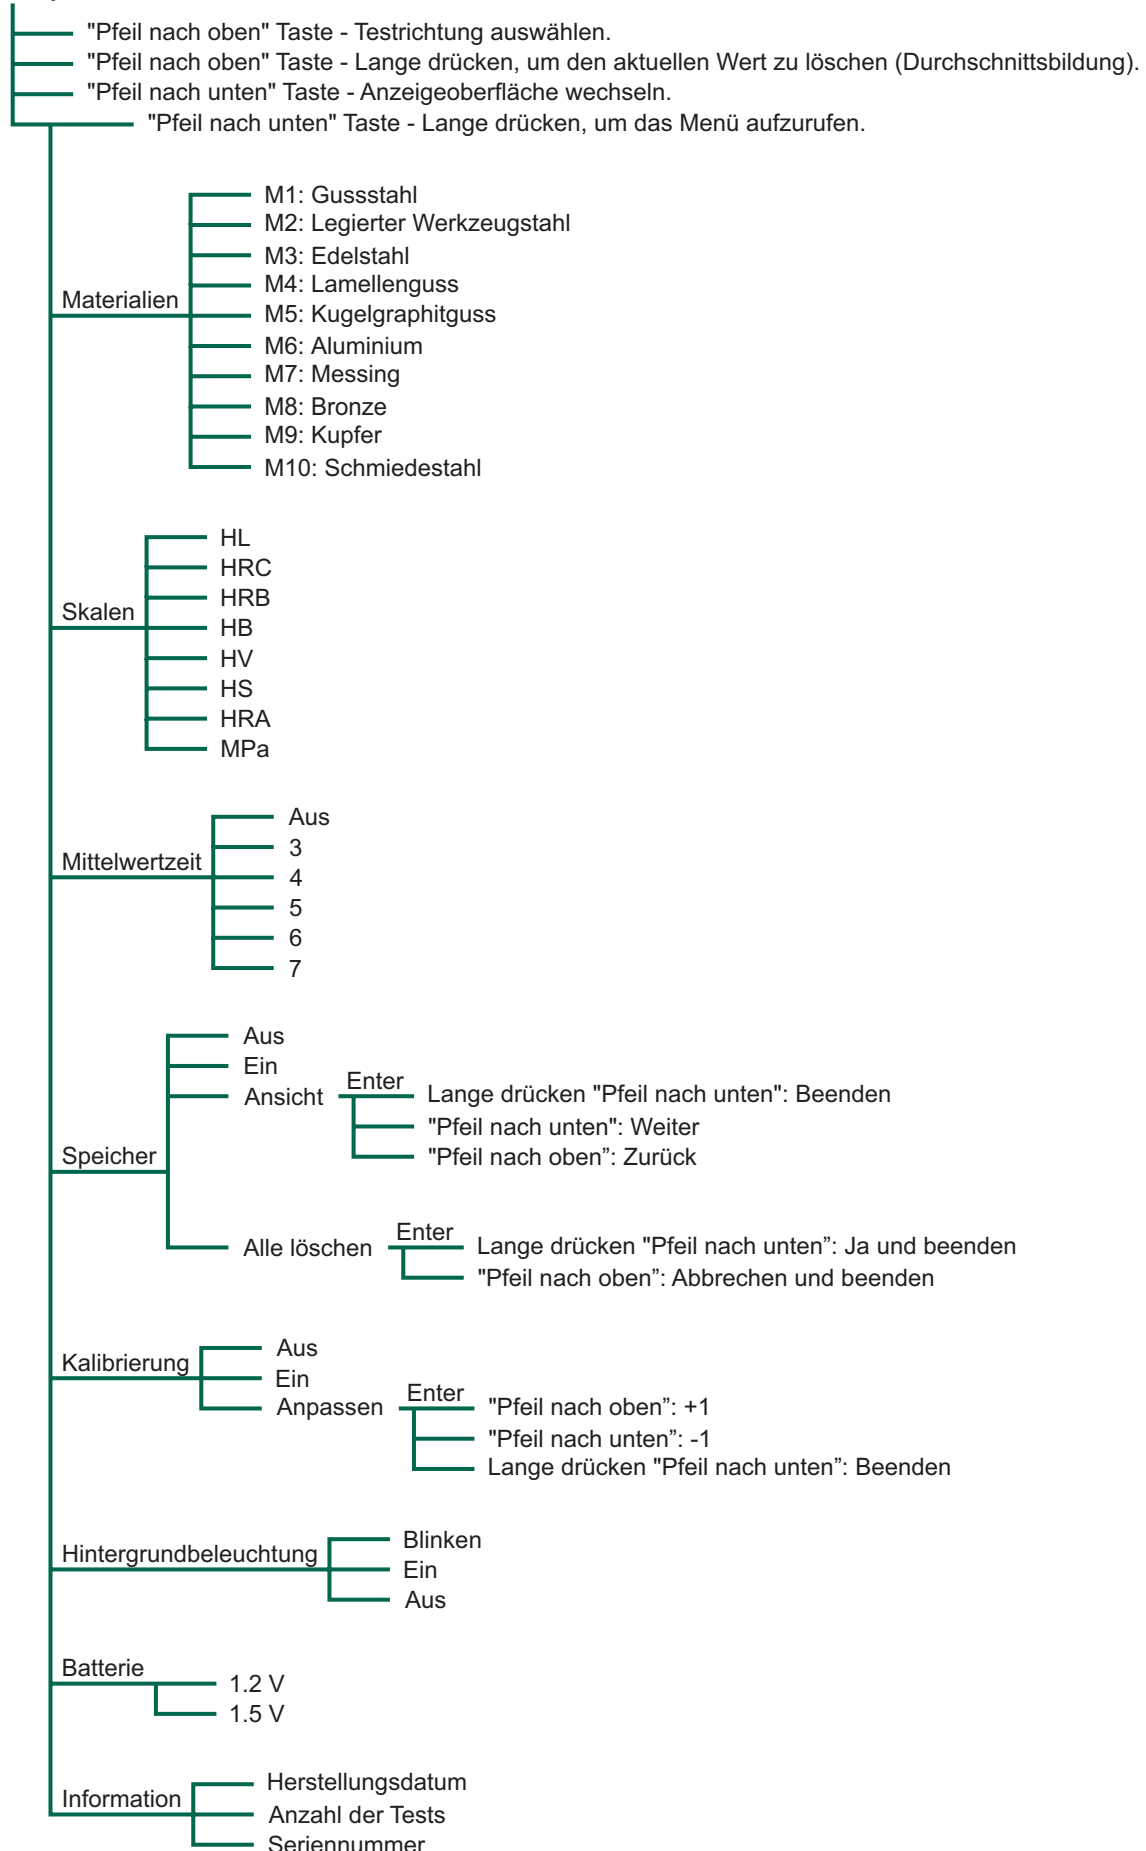 "Pfeil nach oben" Taste - Testrichtung auswählen.
"Pfeil nach oben" Taste - Lange drücken, um den aktuellen Wert zu löschen (Durchschnittsbildung).
"Pfeil nach unten" Taste - Anzeigeoberfläche wechseln.
"Pfeil nach unten" Taste - Lange drücken, um das Menü aufzurufen.
Materialien
M1: Gussstahl
M2: Legierter Werkzeugstahl
M3: Edelstahl
M4: Lamellenguss
M5: Kugelgraphitguss
M6: Aluminium
M7: Messing
M8: Bronze
M9: Kupfer
M10: Schmiedestahl
Skalen
HL
HRC
HRB
HB
HV
HS
HRA
MPa
Mittelwertzeit
Aus
3
4
5
6
7
Speicher
Aus
Ein
Ansicht
Enter
Lange drücken "Pfeil nach unten": Beenden
"Pfeil nach unten": Weiter
"Pfeil nach oben”: Zurück
Alle löschen
Enter
Lange drücken "Pfeil nach unten”: Ja und beenden
"Pfeil nach oben”: Abbrechen und beenden
Kalibrierung
Aus
Ein
Anpassen
Enter
"Pfeil nach oben”: +1
"Pfeil nach unten”: -1
Lange drücken "Pfeil nach unten”: Beenden
Hintergrundbeleuchtung
Blinken
Ein
Aus
Batterie
1.2 V
1.5 V
Information
Herstellungsdatum
Anzahl der Tests
Seriennummer